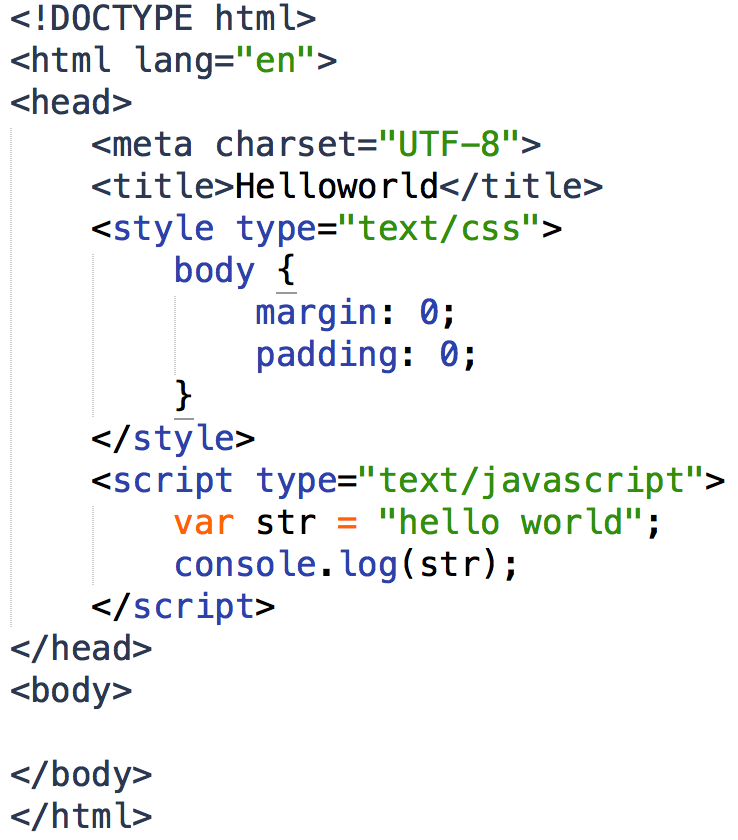 <!DOCTYPE html>
<html lang="en">
<head>
    <meta charset="UTF-8">
    <title>Helloworld</title>
    <style type="text/css">
        body {
            margin: 0;
            padding: 0;
        }
    </style>
    <script type="text/javascript">
        var str = "hello world";
        console.log(str);
    </script>
</head>
<body>

</body>
</html>